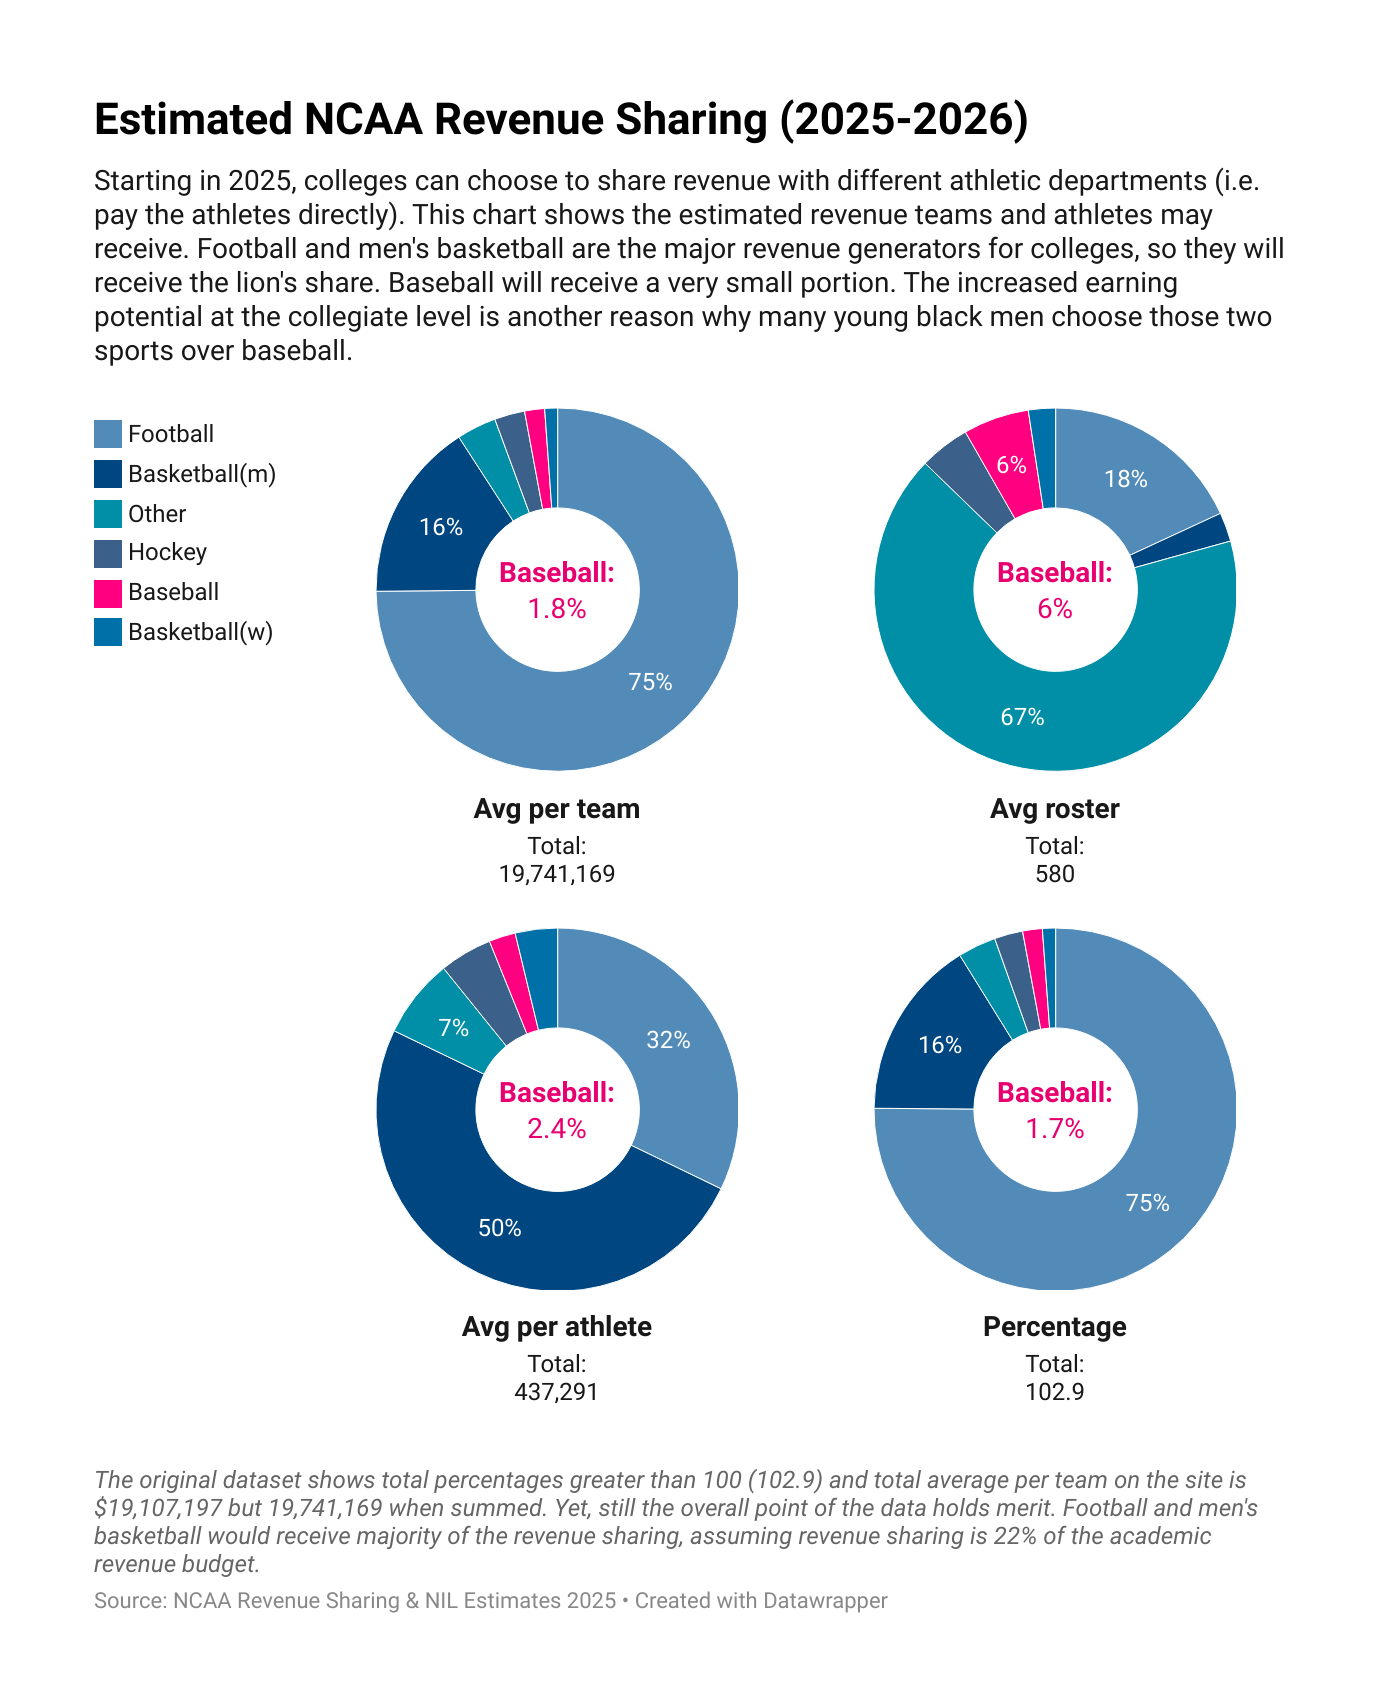 Estimated NCAA Revenue Sharing (2025-2026)
Starting in 2025, colleges can choose to share revenue with different athletic departments (i.e.
pay the athletes directly). This chart shows the estimated revenue teams and athletes may
receive. Football and men's basketball are the major revenue generators for colleges, so they will
receive the lion's share. Baseball will receive a very small portion. The increased earning
potential at the collegiate level is another reason why many young black men choose those two
sports over baseball.
Football
Basketball(m)
Other
Hockey
Baseball
Basketball(w)
16%
75%
Baseball:
1.8%
Avg per team
Total:
19,741,169
6%
18%
67%
Baseball:
6%
Avg roster
Total:
580
7%
32%
50%
Baseball:
2.4%
Avg per athlete
Total:
437,291
16%
75%
Baseball:
1.7%
Percentage
Total:
102.9
The original dataset shows total percentages greater than 100 (102.9) and total average per team on the site is
$19,107,197 but 19,741,169 when summed. Yet, still the overall point of the data holds merit. Football and men's
basketball would receive majority of the revenue sharing, assuming revenue sharing is 22% of the academic
revenue budget.
Source: NCAA Revenue Sharing & NIL Estimates 2025 • Created with Datawrapper